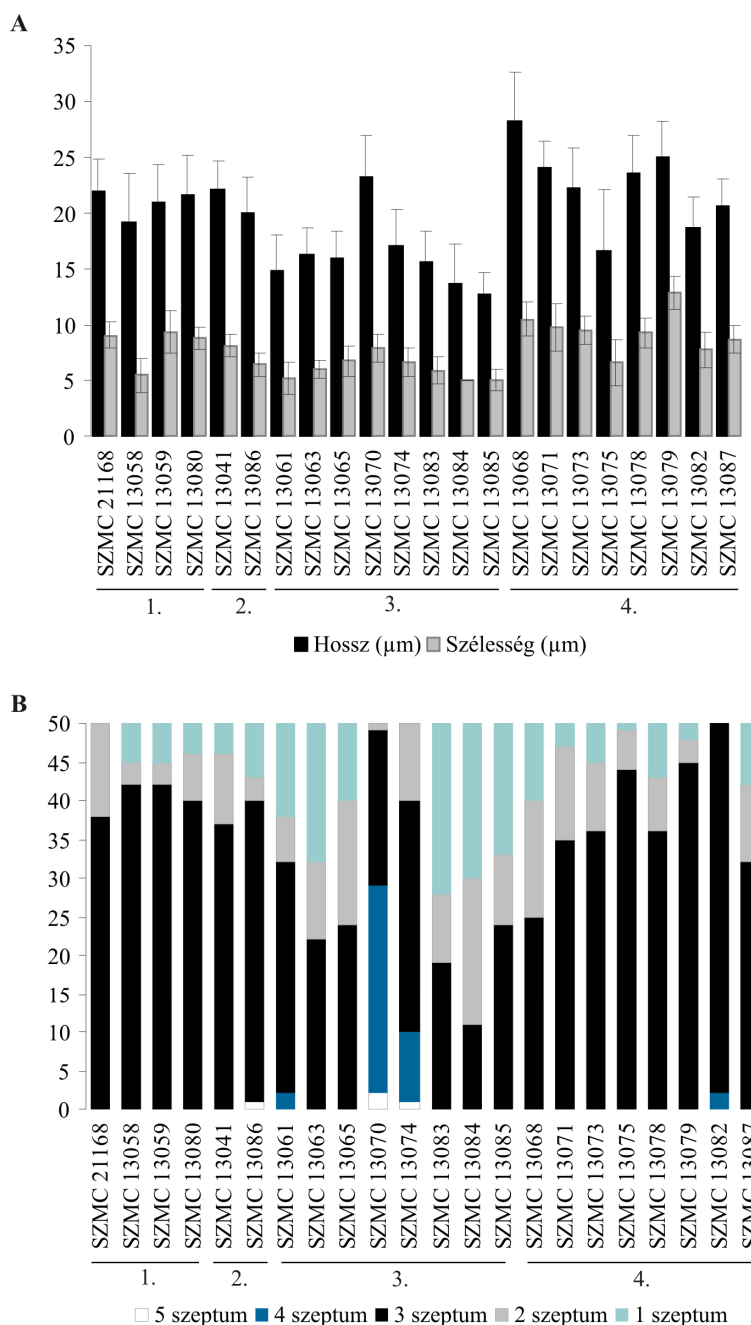 A
35
30
25
20
15
10
5
0
SZMC 21168
SZMC 13058
SZMC 13059
SZMC 13080
SZMC 13041
SZMC 13086
SZMC 13061
SZMC 13063
SZMC 13065
SZMC 13070
SZMC 13074
SZMC 13083
SZMC 13084
SZMC 13085
SZMC 13068
SZMC 13071
SZMC 13073
SZMC 13075
SZMC 13078
SZMC 13079
SZMC 13082
SZMC 13087
1. 2. 3. 4.
Hossz (µm) Szélesség (µm)
B
50
45
40
35
30
25
20
15
10
5
0
SZMC 21168
SZMC 13058
SZMC 13059
SZMC 13080
SZMC 13041
SZMC 13086
SZMC 13061
SZMC 13063
SZMC 13065
SZMC 13070
SZMC 13074
SZMC 13083
SZMC 13084
SZMC 13085
SZMC 13068
SZMC 13071
SZMC 13073
SZMC 13075
SZMC 13078
SZMC 13079
SZMC 13082
SZMC 13087
1. 2. 3. 4.
5 szeptum 4 szeptum 3 szeptum 2 szeptum 1 szeptum